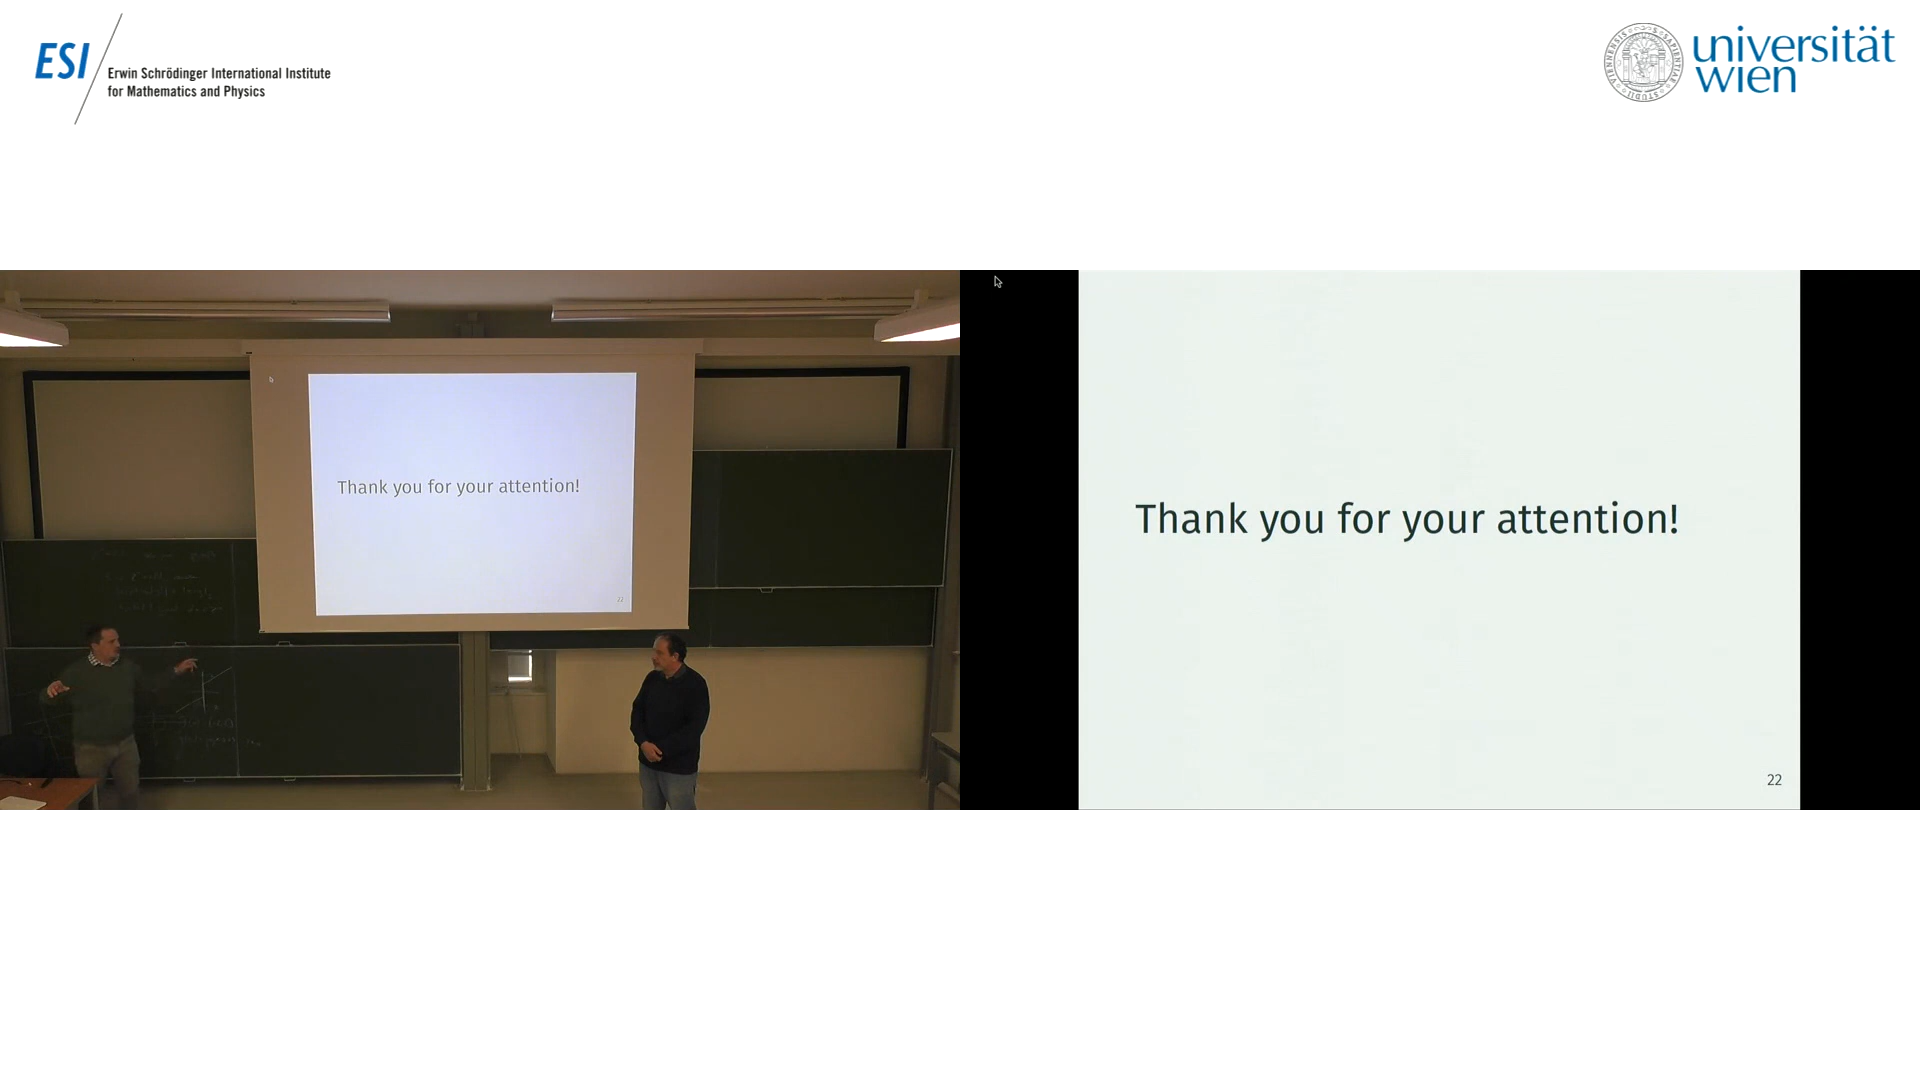 ESI
Erwin Schrödinger International Institute
for Mathematics and Physics
universität
wien
Thank you for your attention!
22
Thank you for your attention!
22